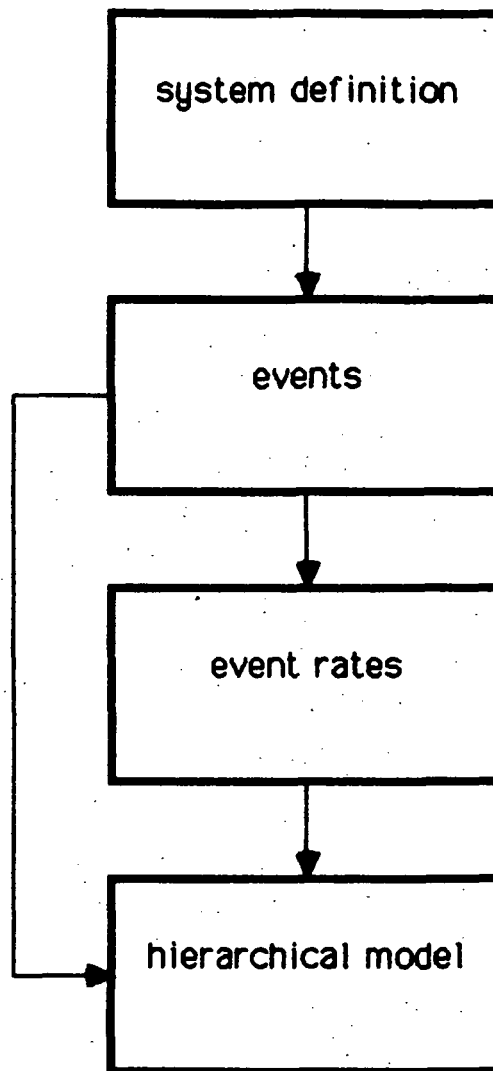 system definition
events
event rates
hierarchical model